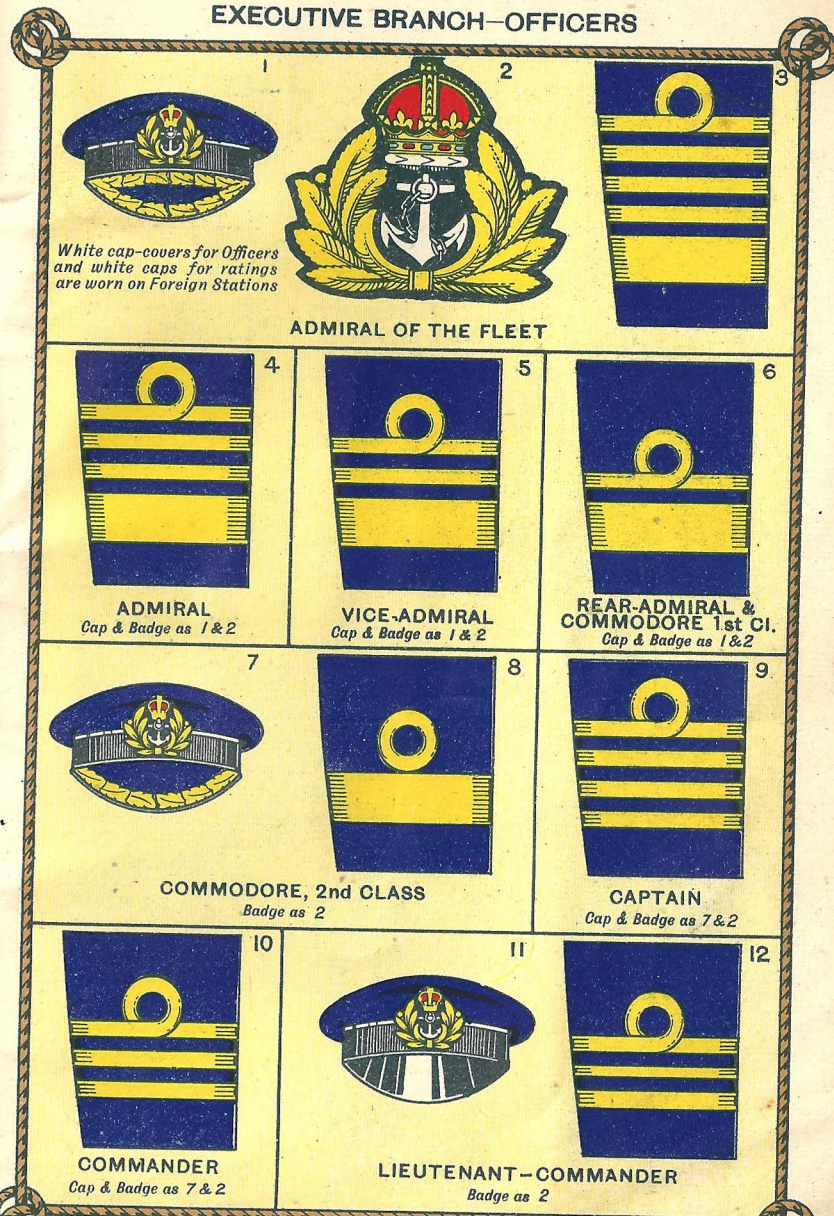 EXECUTIVE BRANCH—OFFICERS
1
2
3
White cap-covers for Officers
and white caps for ratings
are worn on Foreign Stations
ADMIRAL OF THE FLEET
4
5
6
ADMIRAL
Cap & Badge as 1 & 2
VICE-ADMIRAL
Cap & Badge as 1 & 2
REAR-ADMIRAL &
COMMODORE 1st Cl.
Cap & Badge as 1 & 2
7
8
9
COMMODORE, 2nd CLASS
Badge as 2
CAPTAIN
Cap & Badge as 7 & 2
10
11
12
COMMANDER
Cap & Badge as 7 & 2
LIEUTENANT-COMMANDER
Badge as 2